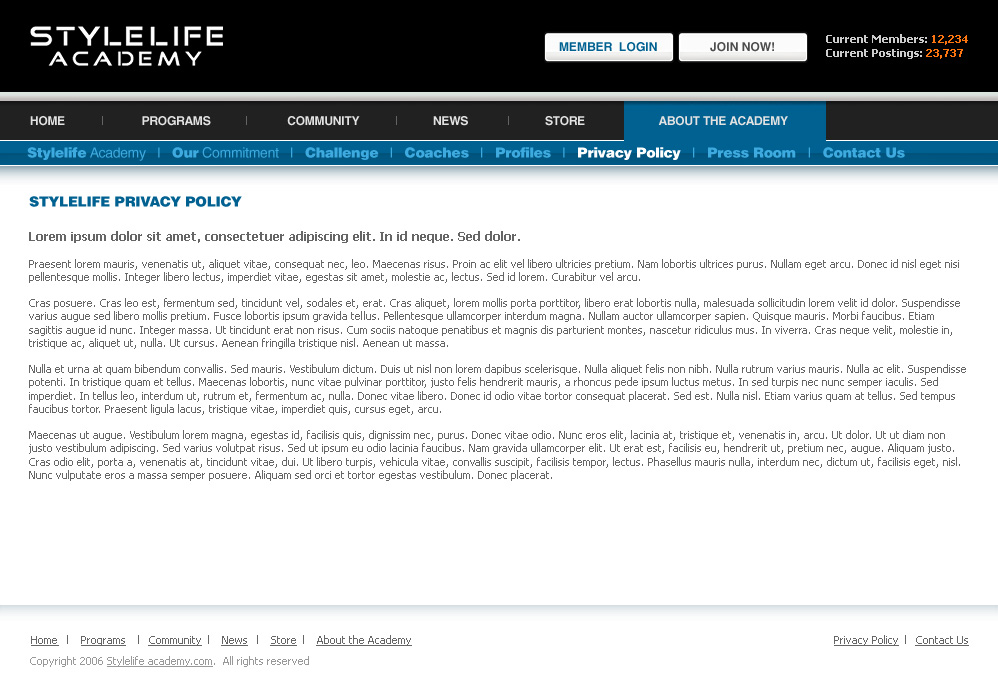 STYLELIFE
ACADEMY
MEMBER LOGIN
JOIN NOW!
Current Members: 12,234
Current Postings: 23,737
HOME | PROGRAMS | COMMUNITY | NEWS | STORE ABOUT THE ACADEMY
Stylelife Academy | Our Commitment | Challenge | Coaches | Profiles | Privacy Policy | Press Room | Contact Us
STYLELIFE PRIVACY POLICY
Lorem ipsum dolor sit amet, consectetuer adipiscing elit. In id neque. Sed dolor.
Praesent lorem mauris, venenatis ut, aliquet vitae, consequat nec, leo. Maecenas risus. Proin ac elit vel libero ultricies pretium. Nam lobortis ultrices purus. Nullam eget arcu. Donec id nisl eget nisi
pellentesque mollis. Integer libero lectus, imperdiet vitae, egestas sit amet, molestie ac, lectus. Sed id lorem. Curabitur vel arcu.
Cras posuere. Cras leo est, fermentum sed, tincidunt vel, sodales et, erat. Cras aliquet, lorem mollis porta porttitor, libero erat lobortis nulla, malesuada sollicitudin lorem velit id dolor. Suspendisse
varius augue sed libero mollis pretium. Fusce lobortis ipsum gravida tellus. Pellentesque ullamcorper interdum magna. Nullam auctor ullamcorper sapien. Quisque mauris. Morbi faucibus. Etiam
sagittis augue id nunc. Integer massa. Ut tincidunt erat non risus. Cum sociis natoque penatibus et magnis dis parturient montes, nascetur ridiculus mus. In viverra. Cras neque velit, molestie in,
tristique ac, aliquet ut, nulla. Ut cursus. Aenean fringilla tristique nisl. Aenean ut massa.
Nulla et urna at quam bibendum convallis. Sed mauris. Vestibulum dictum. Duis ut nisl non lorem dapibus scelerisque. Nulla aliquet felis non nibh. Nulla rutrum varius mauris. Nulla ac elit. Suspendisse
potenti. In tristique quam et tellus. Maecenas lobortis, nunc vitae pulvinar porttitor, justo felis hendrerit mauris, a rhoncus pede ipsum luctus metus. In sed turpis nec nunc semper iaculis. Sed
imperdiet. In tellus leo, interdum ut, rutrum et, fermentum ac, nulla. Donec vitae libero. Donec id odio vitae tortor consequat placerat. Sed est. Nulla nisl. Etiam varius quam at tellus. Sed tempus
faucibus tortor. Praesent ligula lacus, tristique vitae, imperdiet quis, cursus eget, arcu.
Maecenas ut augue. Vestibulum lorem magna, egestas id, facilisis quis, dignissim nec, purus. Donec vitae odio. Nunc eros elit, lacinia at, tristique et, venenatis in, arcu. Ut dolor. Ut ut diam non
justo vestibulum adipiscing. Sed varius volutpat risus. Sed ut ipsum eu odio lacinia faucibus. Nam gravida ullamcorper elit. Ut erat est, facilisis eu, hendrerit ut, pretium nec, augue. Aliquam justo.
Cras odio elit, porta a, venenatis at, tincidunt vitae, dui. Ut libero turpis, vehicula vitae, convallis suscipit, facilisis tempor, lectus. Phasellus mauris nulla, interdum nec, dictum ut, facilisis eget, nisl.
Nunc vulputate eros a massa semper posuere. Aliquam sed orci et tortor egestas vestibulum. Donec placerat.
Home | Programs | Community | News | Store | About the Academy
Privacy Policy | Contact Us
Copyright 2006 Stylelife academy.com. All rights reserved